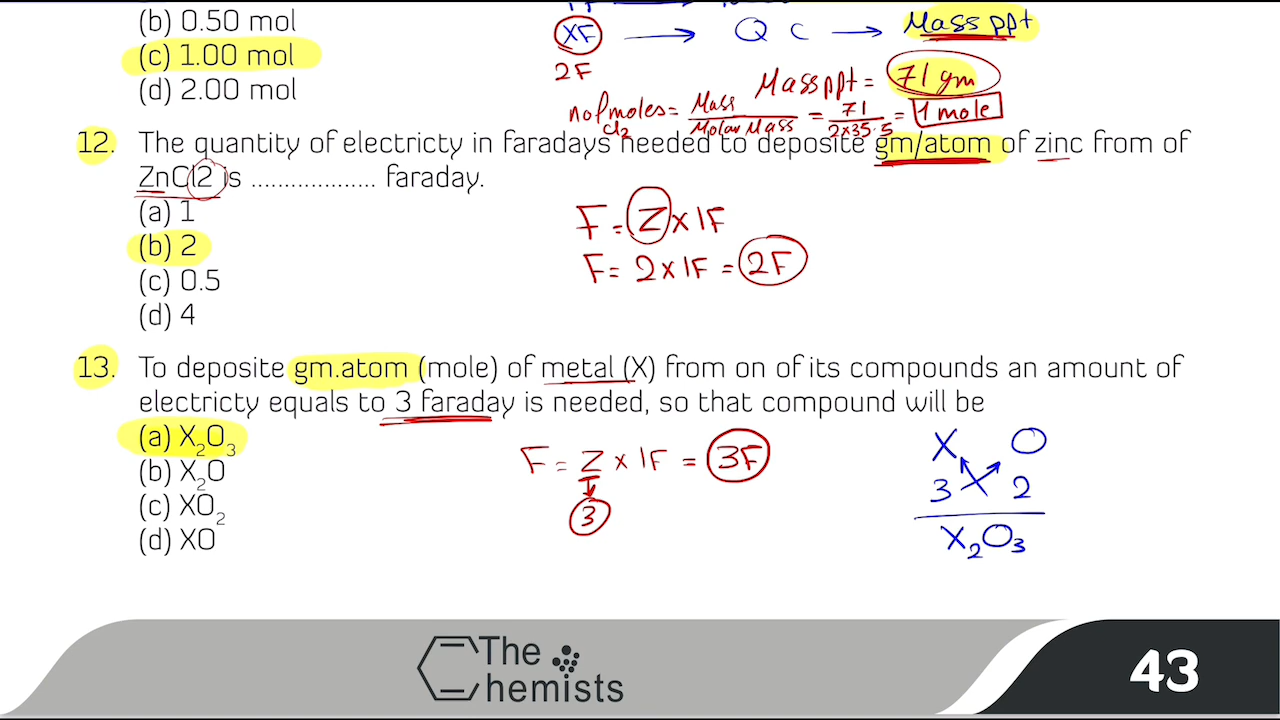 (b) 0.50 mol
(c) 1.00 mol
(d) 2.00 mol
XF → Q C → Mass ppt
2F
Mass ppt = 71 gm
no of moles = Mass / Molar Mass = 71 / 2x35.5 = 1 mole
Cl2
12. The quantity of electricty in faradays needed to deposite gm/atom of zinc from of
ZnCl2 is ................... faraday.
(a) 1
(b) 2
(c) 0.5
(d) 4
F = Z x 1F
F = 2 x 1F = 2F
13. To deposite gm.atom (mole) of metal (X) from on of its compounds an amount of
electricty equals to 3 faraday is needed, so that compound will be
(a) X₂O₃
(b) X₂O
(c) XO₂
(d) XO
F = Z x 1F = 3F
3
X O
3 2
X₂O₃
The
Chemists
43